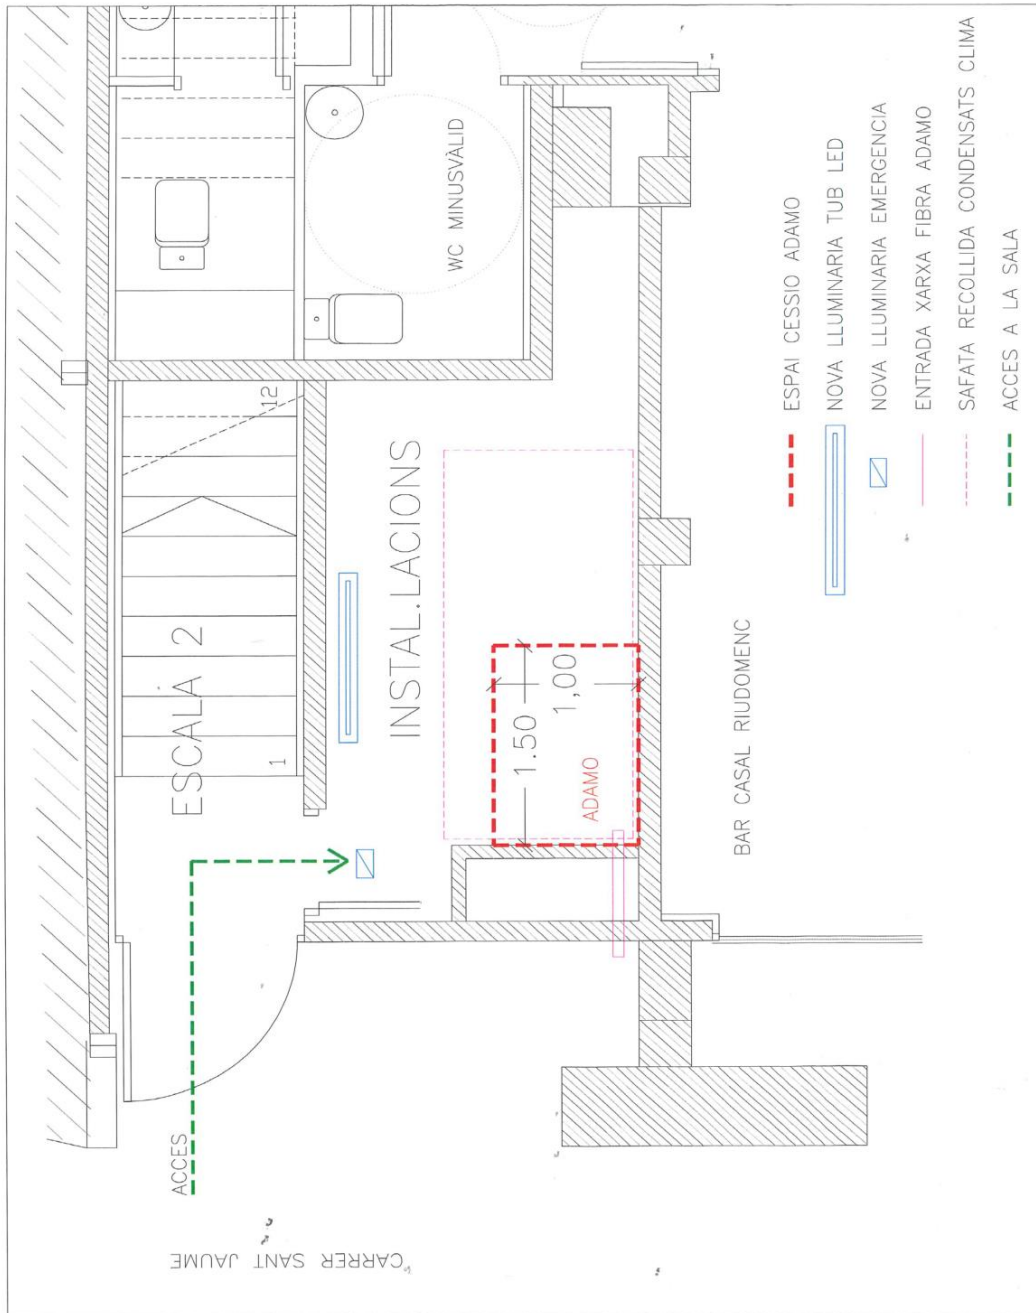 WC MINUSVÀLID
ESCALA 2
1
12
INSTAL.LACIONS
1.50
1,00
ADAMO
ACCES
CARRER SANT JAUME
BAR CASAL RIUDOMENC
ESPAI CESSIO ADAMO
NOVA LLUMINARIA TUB LED
NOVA LLUMINARIA EMERGENCIA
ENTRADA XARXA FIBRA ADAMO
SAFATA RECOLLIDA CONDENSATS CLIMA
ACCES A LA SALA